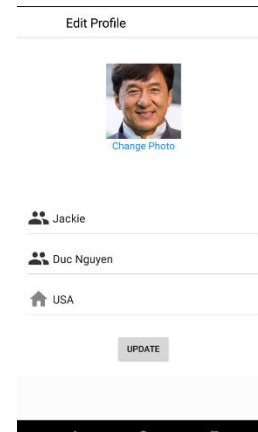 Edit Profile
Change Photo
Jackie
Duc Nguyen
USA
UPDATE